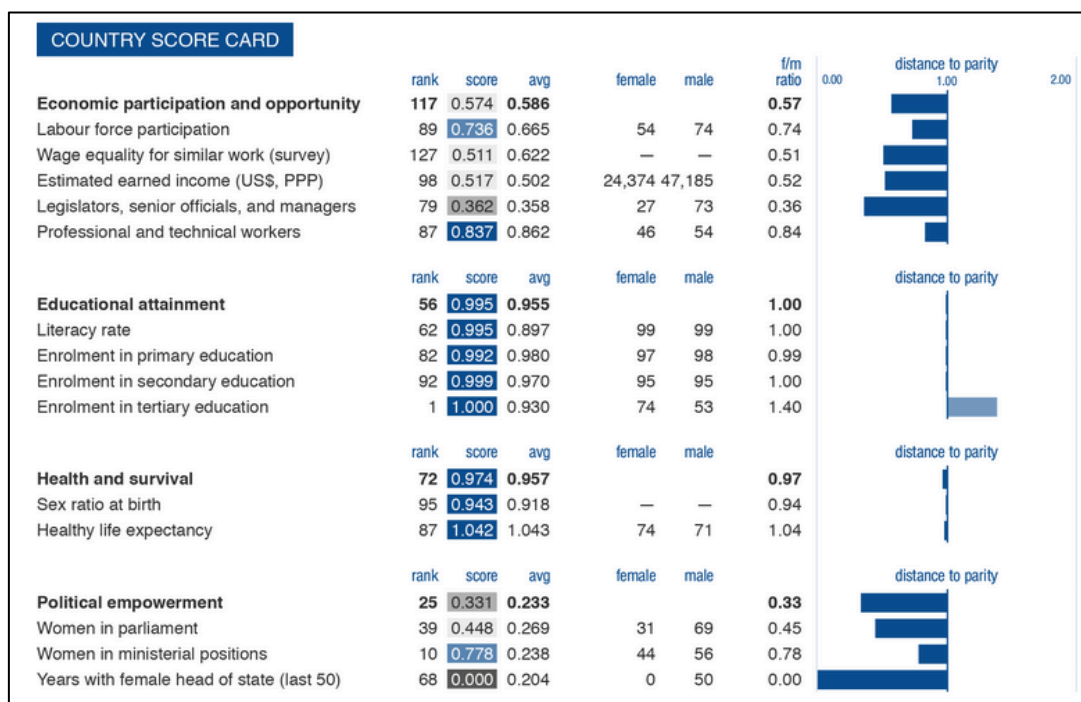 COUNTRY SCORE CARD
f/m
rank score avg female male ratio 0.00 distance to parity 1.00 2.00
Economic participation and opportunity 117 0.574 0.586 0.57
Labour force participation 89 0.736 0.665 54 74 0.74
Wage equality for similar work (survey) 127 0.511 0.622 — — 0.51
Estimated earned income (US$, PPP) 98 0.517 0.502 24,374 47,185 0.52
Legislators, senior officials, and managers 79 0.362 0.358 27 73 0.36
Professional and technical workers 87 0.837 0.862 46 54 0.84
rank score avg female male distance to parity
Educational attainment 56 0.995 0.955 1.00
Literacy rate 62 0.995 0.897 99 99 1.00
Enrolment in primary education 82 0.992 0.980 97 98 0.99
Enrolment in secondary education 92 0.999 0.970 95 95 1.00
Enrolment in tertiary education 1 1.000 0.930 74 53 1.40
rank score avg female male distance to parity
Health and survival 72 0.974 0.957 0.97
Sex ratio at birth 95 0.943 0.918 — — 0.94
Healthy life expectancy 87 1.042 1.043 74 71 1.04
rank score avg female male distance to parity
Political empowerment 25 0.331 0.233 0.33
Women in parliament 39 0.448 0.269 31 69 0.45
Women in ministerial positions 10 0.778 0.238 44 56 0.78
Years with female head of state (last 50) 68 0.000 0.204 0 50 0.00